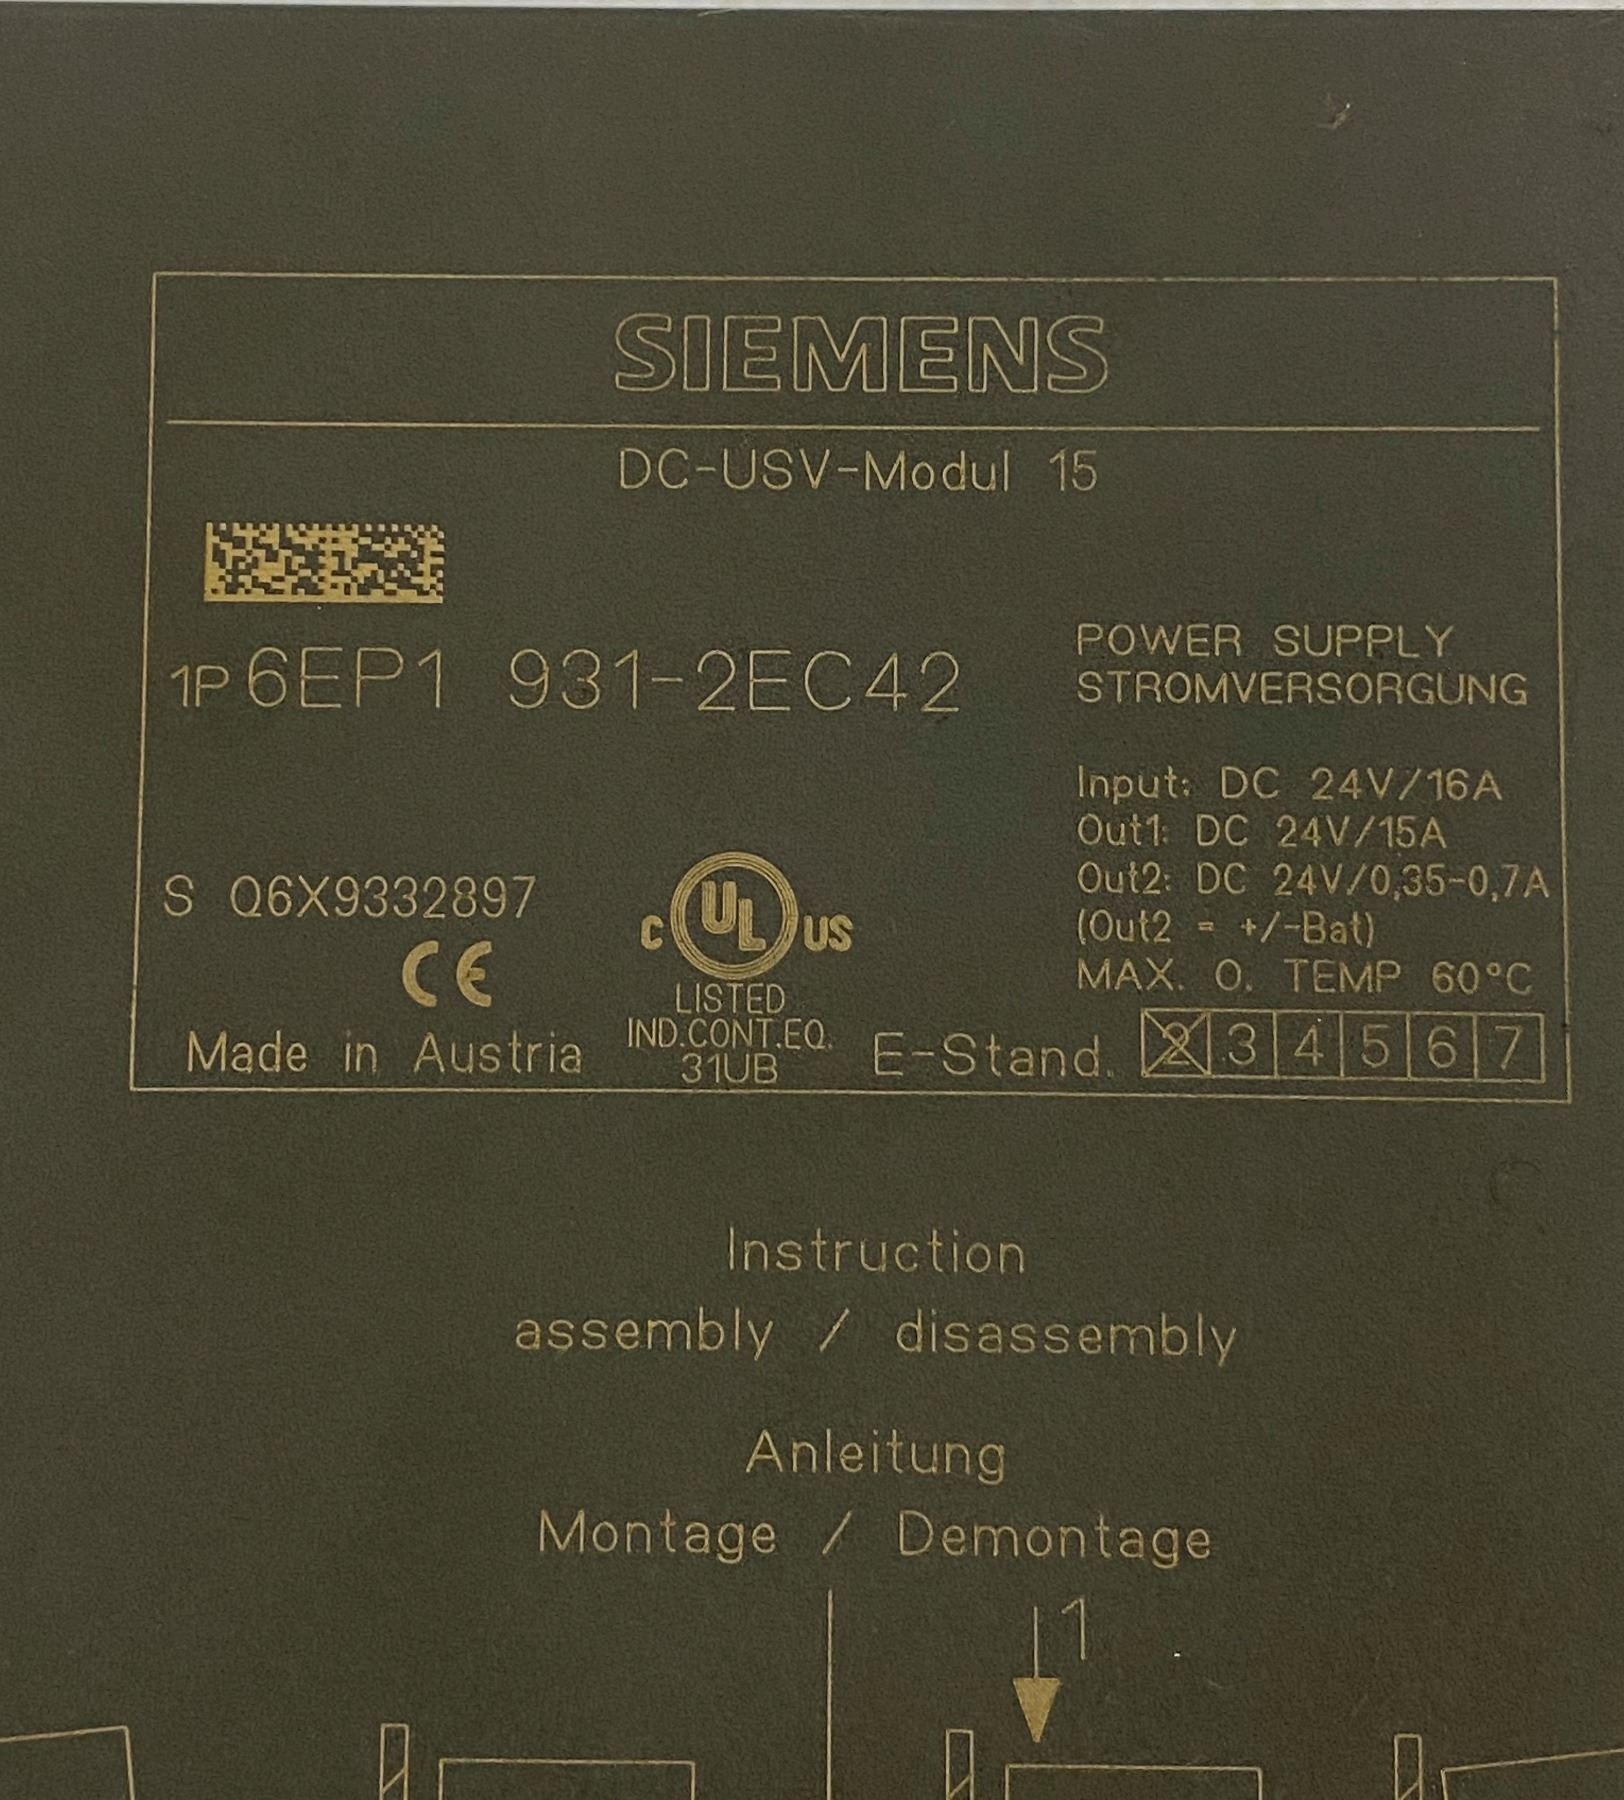 SIEMENS
DC-USV-Modul 15
1P 6EP1 931-2EC42
POWER SUPPLY
STROMVERSORGUNG
Input: DC 24V/16A
Out1: DC 24V/15A
Out2: DC 24V/0,35-0,7A
(Out2 = +/-Bat)
MAX. O. TEMP 60°C
S Q6X9332897
CE
C UL US
LISTED
IND.CONT.EQ.
31UB
Made in Austria
E-Stand. 2 3 4 5 6 7
Instruction
assembly / disassembly
Anleitung
Montage / Demontage
1